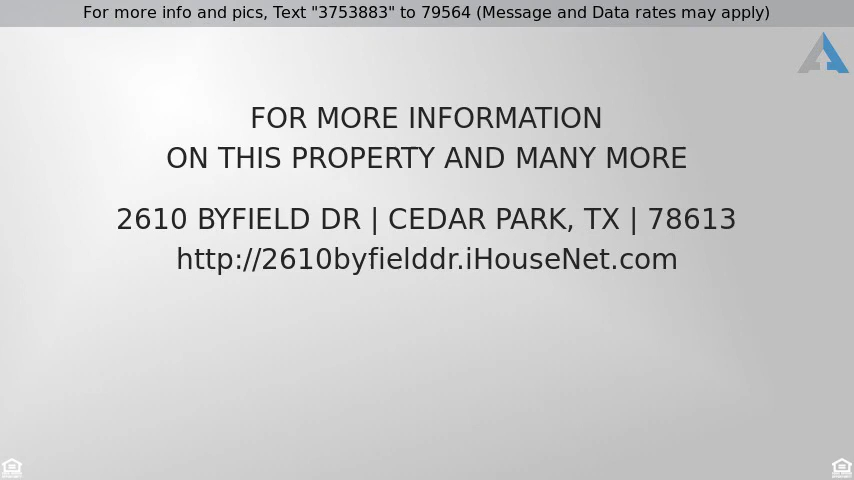 For more info and pics, Text "3753883" to 79564 (Message and Data rates may apply)
FOR MORE INFORMATION
ON THIS PROPERTY AND MANY MORE
2610 BYFIELD DR | CEDAR PARK, TX | 78613
http://2610byfielddr.iHouseNet.com